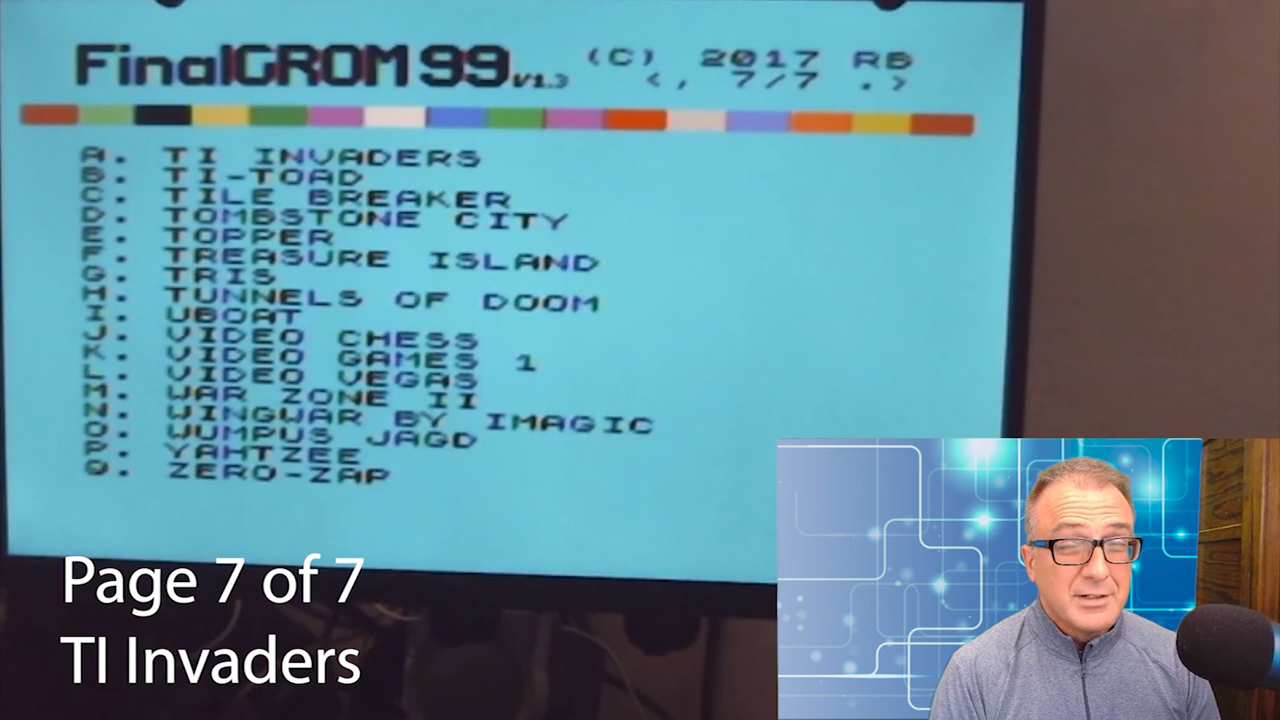 FinalGROM 99 V1.3 (C) 2017 RB
<, 7/7 .>
A. TI INVADERS
B. TI-TOAD
C. TILE BREAKER
D. TOMBSTONE CITY
E. TOPPER
F. TREASURE ISLAND
G. TRIS
H. TUNNELS OF DOOM
I. UBOAT
J. VIDEO CHESS
K. VIDEO GAMES 1
L. VIDEO VEGAS
M. WAR ZONE II
N. WINGWAR BY IMAGIC
O. WUMPUS JAGD
P. YAHTZEE
Q. ZERO-ZAP
Page 7 of 7
TI Invaders